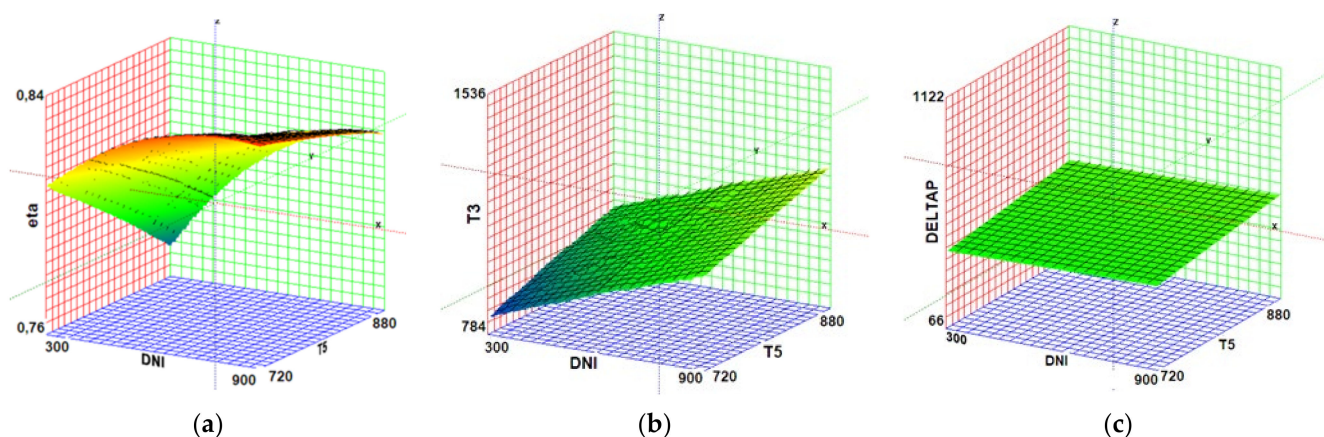 z
0,84
eta
0,76
300
DNI
900
720
T5
880
Y
X
(a)
z
1536
T3
784
300
DNI
900
720
T5
880
Y
X
(b)
z
1122
DELTAP
66
300
DNI
900
720
T5
880
Y
X
(c)